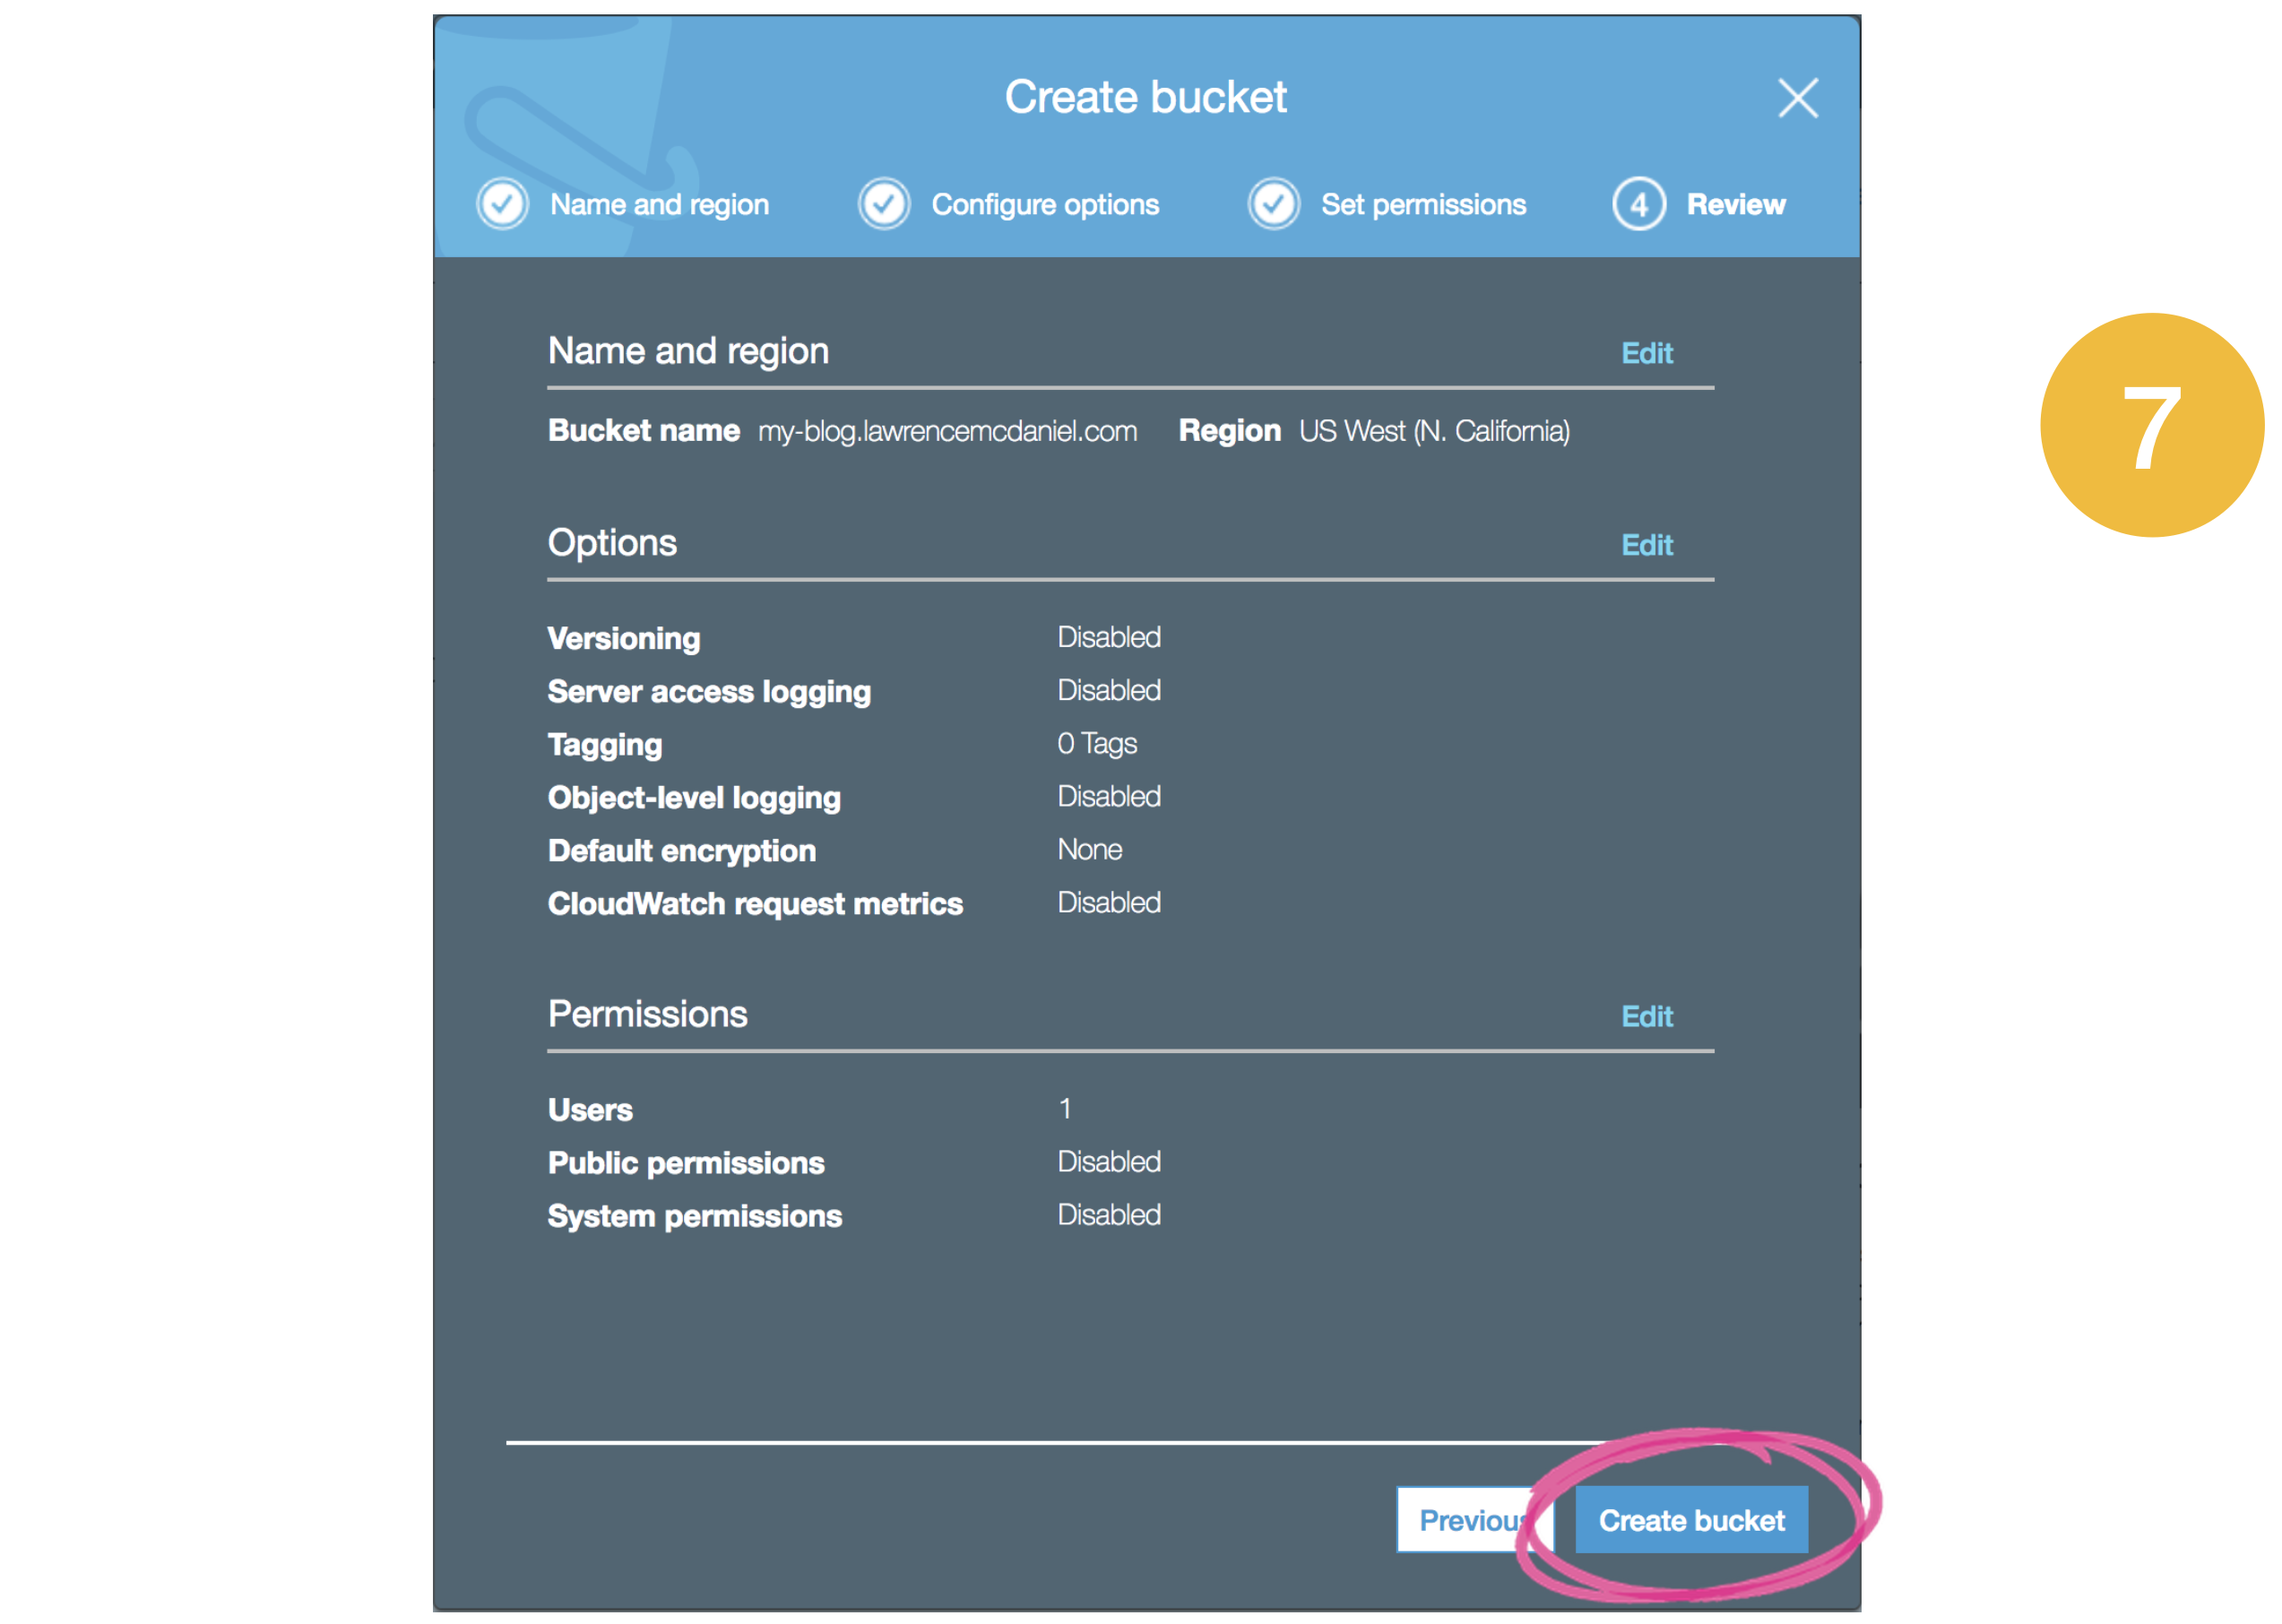 Create bucket
Name and region Configure options Set permissions 4 Review
Name and region Edit
Bucket name my-blog.lawrencemcdaniel.com Region US West (N. California)
7
Options Edit
Versioning Disabled
Server access logging Disabled
Tagging 0 Tags
Object-level logging Disabled
Default encryption None
CloudWatch request metrics Disabled
Permissions Edit
Users 1
Public permissions Disabled
System permissions Disabled
Previous Create bucket